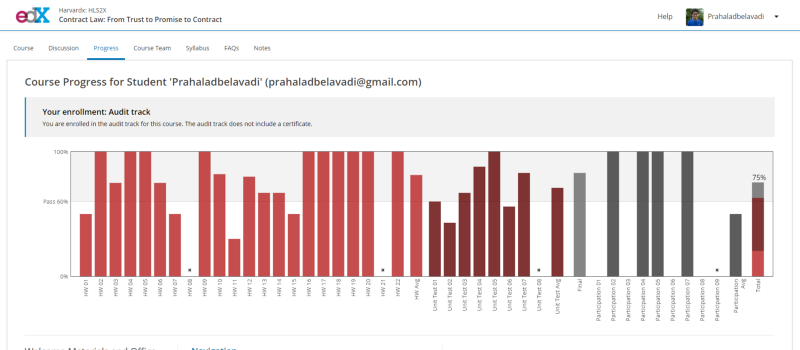 edX
Harvardx: HLS2X
Contract Law: From Trust to Promise to Contract
Help
Prahaladbelavadi
Course
Discussion
Progress
Course Team
Syllabus
FAQs
Notes
Course Progress for Student 'Prahaladbelavadi' (prahaladbelavadi@gmail.com)
Your enrollment: Audit track
You are enrolled in the audit track for this course. The audit track does not include a certificate.
100%
Pass 60%
0%
75%
x
x
x
x
HW 01
HW 02
HW 03
HW 04
HW 05
HW 06
HW 07
HW 08
HW 09
HW 10
HW 11
HW 12
HW 13
HW 14
HW 15
HW 16
HW 17
HW 18
HW 19
HW 20
HW 21
HW 22
HW Avg
Unit Test 01
Unit Test 02
Unit Test 03
Unit Test 04
Unit Test 05
Unit Test 06
Unit Test 07
Unit Test 08
Unit Test Avg
Final
Participation 01
Participation 02
Participation 03
Participation 04
Participation 05
Participation 06
Participation 07
Participation 08
Participation 09
Participation
Avg
Total
Welcome Materials and Office
Navigation